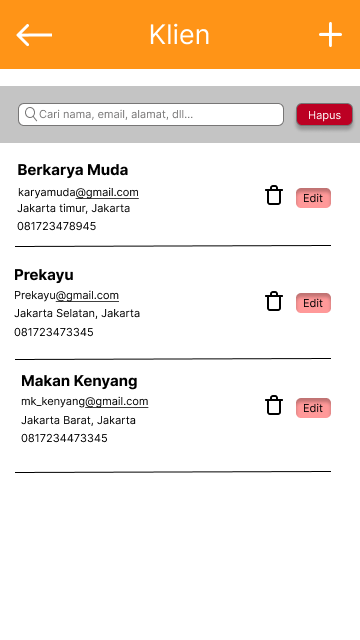 Klien
Cari nama, email, alamat, dll...
Hapus
Berkarya Muda
karyamuda@gmail.com
Jakarta timur, Jakarta
081723478945
Edit
Prekayu
Prekayu@gmail.com
Jakarta Selatan, Jakarta
081723473345
Edit
Makan Kenyang
mk_kenyang@gmail.com
Jakarta Barat, Jakarta
0817234473345
Edit